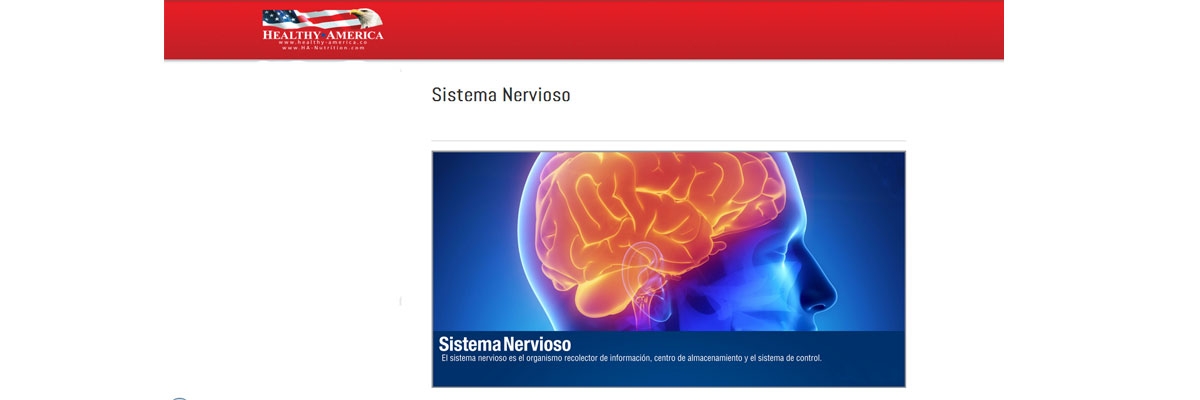 HEALTHY AMERICA
www.healthy-america.co
www.HA-Nutrition.com
Sistema Nervioso
Sistema Nervioso
El sistema nervioso es el organismo recolector de información, centro de almacenamiento y el sistema de control.